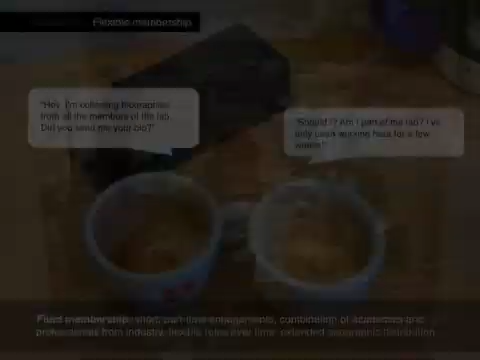 Flexible membership
"Hey, I'm collecting biographies
from all the members of the lab.
Did you send me your bio?"
"Should I? Am I part of the lab? I've
only been working here for a few
weeks!"
Fluid membership: short, part-time engagements, combination of academics and
professionals from industry, flexible roles over time, extended geographic distribution